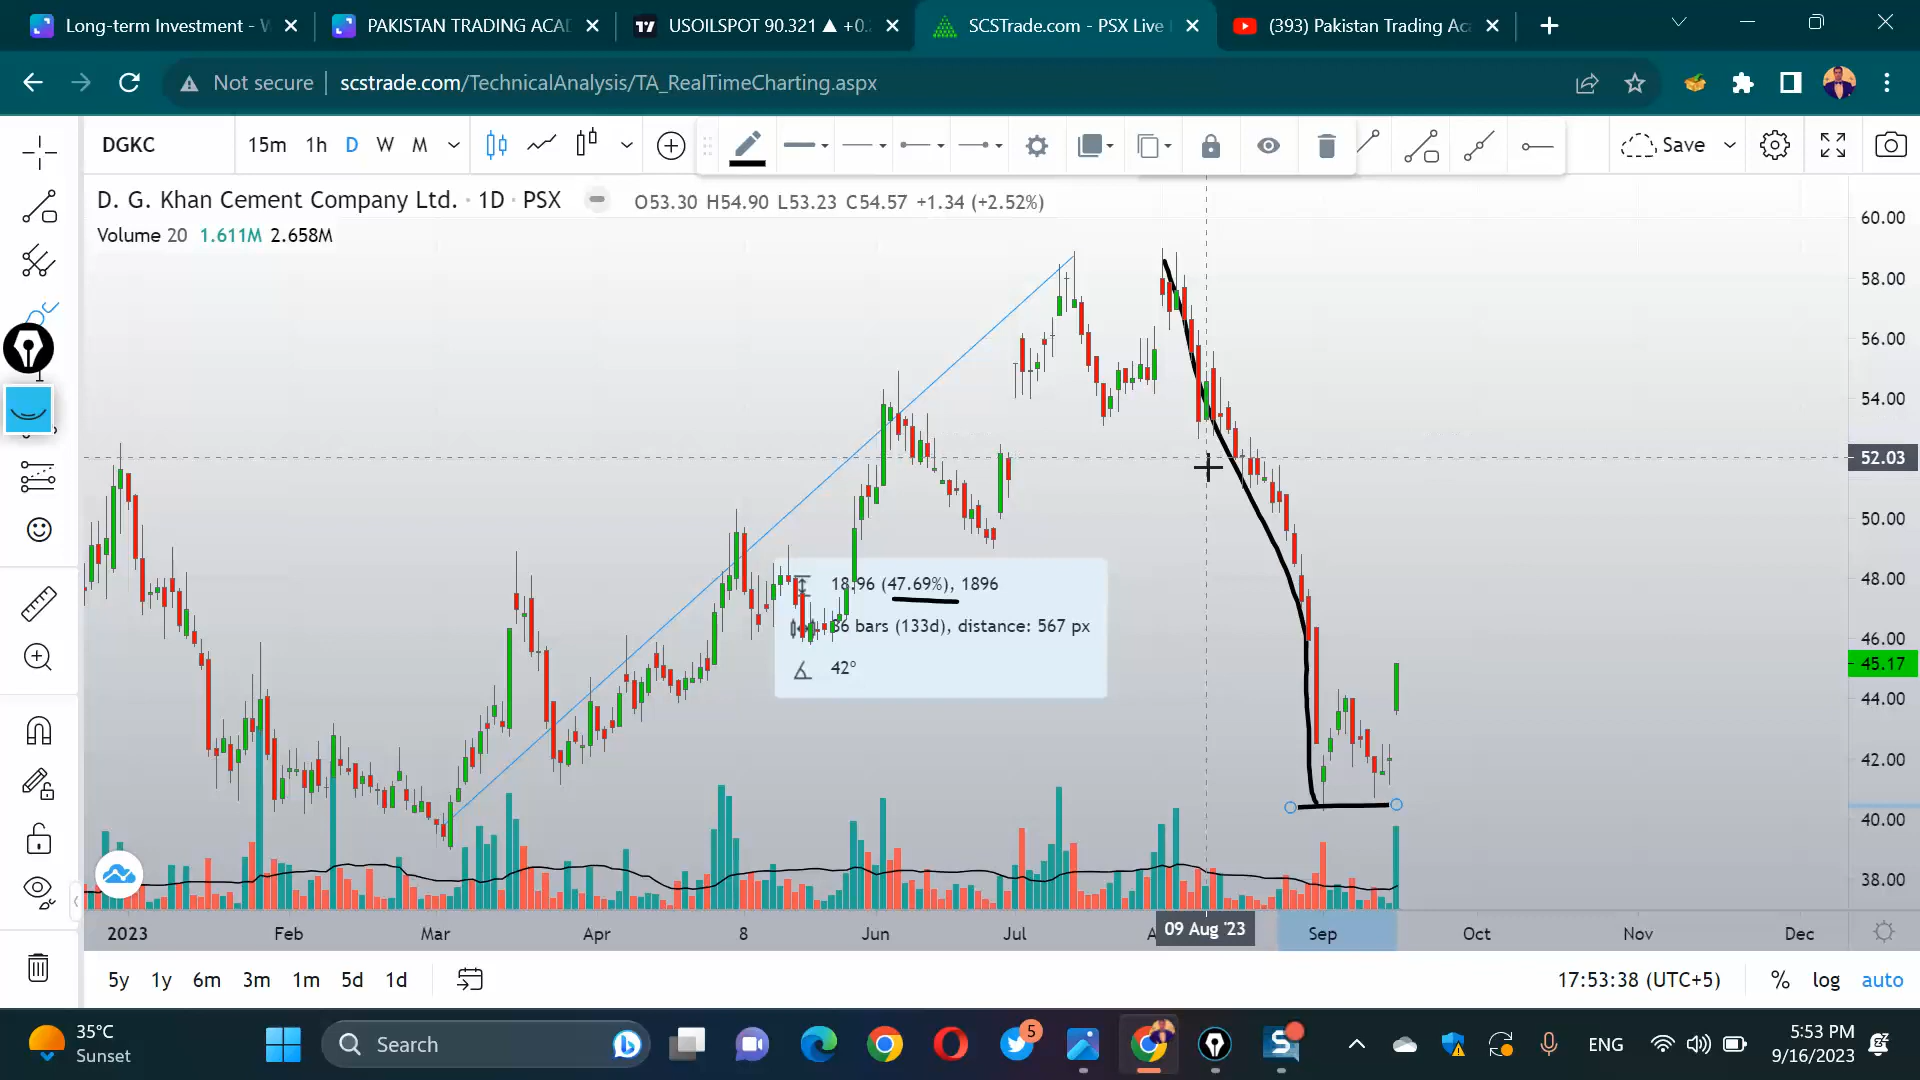 Long-term Investment - W
PAKISTAN TRADING ACAD
USOILSPOT 90.321 ▲ +0.
SCSTrade.com - PSX Live
(393) Pakistan Trading Aca
Not secure
scstrade.com/TechnicalAnalysis/TA_RealTimeCharting.aspx
DGKC
15m 1h D W M
Save
D. G. Khan Cement Company Ltd. · 1D · PSX
O53.30 H54.90 L53.23 C54.57 +1.34 (+2.52%)
Volume 20 1.611M 2.658M
60.00
58.00
56.00
54.00
52.03
50.00
48.00
46.00
45.17
44.00
42.00
40.00
38.00
18.96 (47.69%), 1896
86 bars (133d), distance: 567 px
42°
2023 Feb Mar Apr 8 Jun Jul A 09 Aug '23 Sep Oct Nov Dec
5y 1y 6m 3m 1m 5d 1d
17:53:38 (UTC+5)
% log auto
35°C
Sunset
Search
5
ENG
5:53 PM
9/16/2023